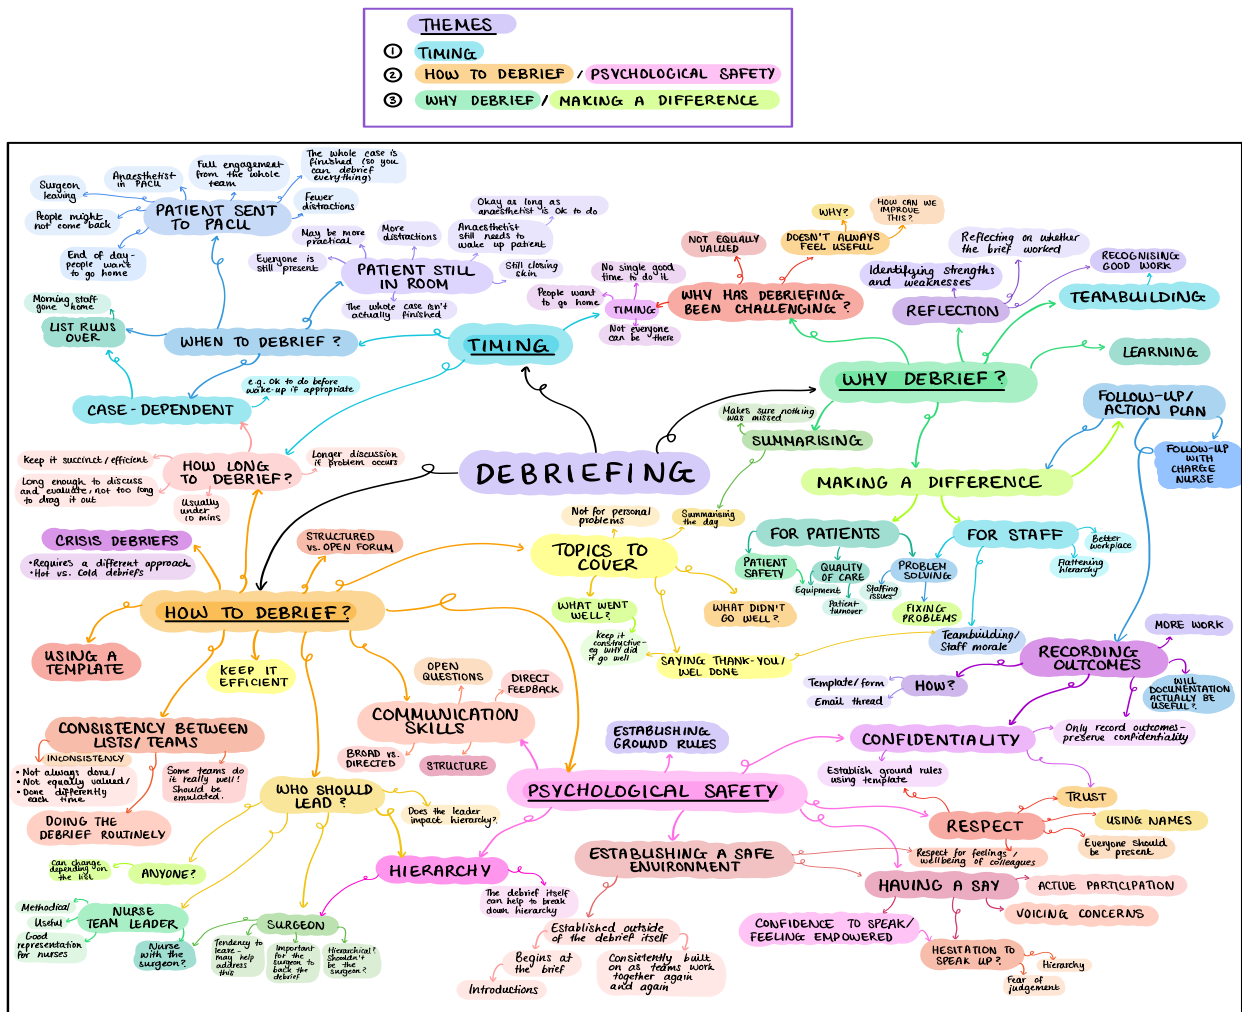 THEMES
① TIMING
② HOW TO DEBRIEF / PSYCHOLOGICAL SAFETY
③ WHY DEBRIEF / MAKING A DIFFERENCE
Surgeon
leaving
Anaesthetist
in PACU
Full engagement
from the whole
team
The whole case is
finished (so you
can debrief
everything)
People might
not come back
PATIENT SENT
TO PACU
Fewer
distractions
End of day-
people want
to go home
May be more
practical
More
distractions
Okay as long as
anaesthetist is ok to do
Anaesthetist
still needs to
wake up patient
Everyone is
still present
PATIENT STILL
IN ROOM
Still closing
skin
The whole case isn't
actually finished
Morning staff
gone home
LIST RUNS
OVER
WHEN TO DEBRIEF?
TIMING
CASE-DEPENDENT
e.g. ok to do before
wake-up if appropriate
No single good
time to do it
People want
to go home
TIMING
Not everyone
can be there
NOT EQUALLY
VALUED
WHY?
HOW CAN WE
IMPROVE
THIS?
DOESN'T ALWAYS
FEEL USEFUL
WHY HAS DEBRIEFING
BEEN CHALLENGING?
Reflecting on whether
the brief worked
Identifying strengths
and weaknesses
REFLECTION
RECOGNISING
GOOD WORK
TEAMBUILDING
LEARNING
WHY DEBRIEF?
Makes sure nothing
was missed
SUMMARISING
FOLLOW-UP/
ACTION PLAN
FOLLOW-UP
WITH
CHARGE
NURSE
MAKING A DIFFERENCE
DEBRIEFING
Keep it succinct/efficient
HOW LONG
TO DEBRIEF?
Longer discussion
if problem occurs
Long enough to discuss
and evaluate, not too long
to drag it out
Usually
under
10 mins
CRISIS DEBRIEFS
• Requires a different approach
• Hot vs. Cold debriefs
STRUCTURED
VS. OPEN FORUM
Not for personal
problems
Summarising
the day
TOPICS TO
COVER
WHAT WENT
WELL?
WHAT DIDN'T
GO WELL?
Keep it
constructive-
eg why did
it go well
SAYING THANK-YOU/
WEL DONE
FOR PATIENTS
FOR STAFF
Better
workplace
Flattening
hierarchy
PATIENT
SAFETY
QUALITY
OF CARE
PROBLEM
SOLVING
Equipment
Patient
turnover
Staffing
issues
FIXING
PROBLEMS
Teambuilding/
Staff morale
MORE WORK
RECORDING
OUTCOMES
HOW?
Template/form
Email thread
WILL
DOCUMENTATION
ACTUALLY BE
USEFUL?
Only record outcomes-
preserve confidentiality
HOW TO DEBRIEF?
USING A
TEMPLATE
KEEP IT
EFFICIENT
OPEN
QUESTIONS
DIRECT
FEEDBACK
COMMUNICATION
SKILLS
BROAD VS.
DIRECTED
STRUCTURE
CONSISTENCY BETWEEN
LISTS/TEAMS
INCONSISTENCY
• Not always done/
• Not equally valued/
• Done differently
each time
Some teams do
it really well!
Should be
emulated.
DOING THE
DEBRIEF ROUTINELY
WHO SHOULD
LEAD?
Does the leader
impact hierarchy?
Can change
depending on
the list
ANYONE?
HIERARCHY
The debrief itself
can help to break
down hierarchy
Methodical
Useful
Good
representation
for nurses
NURSE
TEAM LEADER
Nurse
with the
surgeon?
SURGEON
Tendency to
leave-
may help
address
this
Important
for the
surgeon to
back the
debrief
Hierarchical?
Shouldn't
be the
surgeon?
ESTABLISHING
GROUND RULES
PSYCHOLOGICAL SAFETY
CONFIDENTIALITY
Establish ground rules
using template
TRUST
USING NAMES
RESPECT
Everyone should
be present
Respect for feelings/
wellbeing of colleagues
ESTABLISHING A SAFE
ENVIRONMENT
Established outside
of the debrief itself
Begins at
the brief
Introductions
Consistently built
on as teams work
together again
and again
HAVING A SAY
ACTIVE PARTICIPATION
VOICING CONCERNS
CONFIDENCE TO SPEAK/
FEELING EMPOWERED
HESITATION TO
SPEAK UP?
Hierarchy
Fear of
judgement